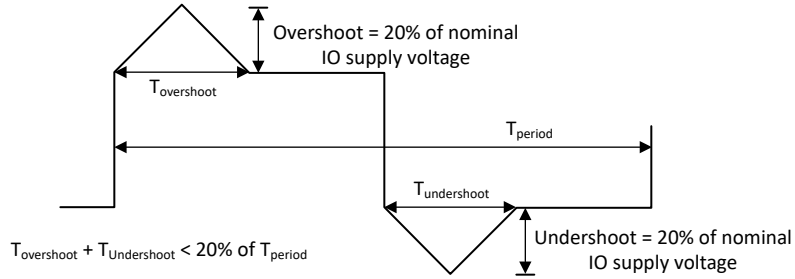 Overshoot = 20% of nominal
IO supply voltage
Tovershoot
Tperiod
Tundershoot
Tovershoot + TUndershoot < 20% of Tperiod
Undershoot = 20% of nominal
IO supply voltage